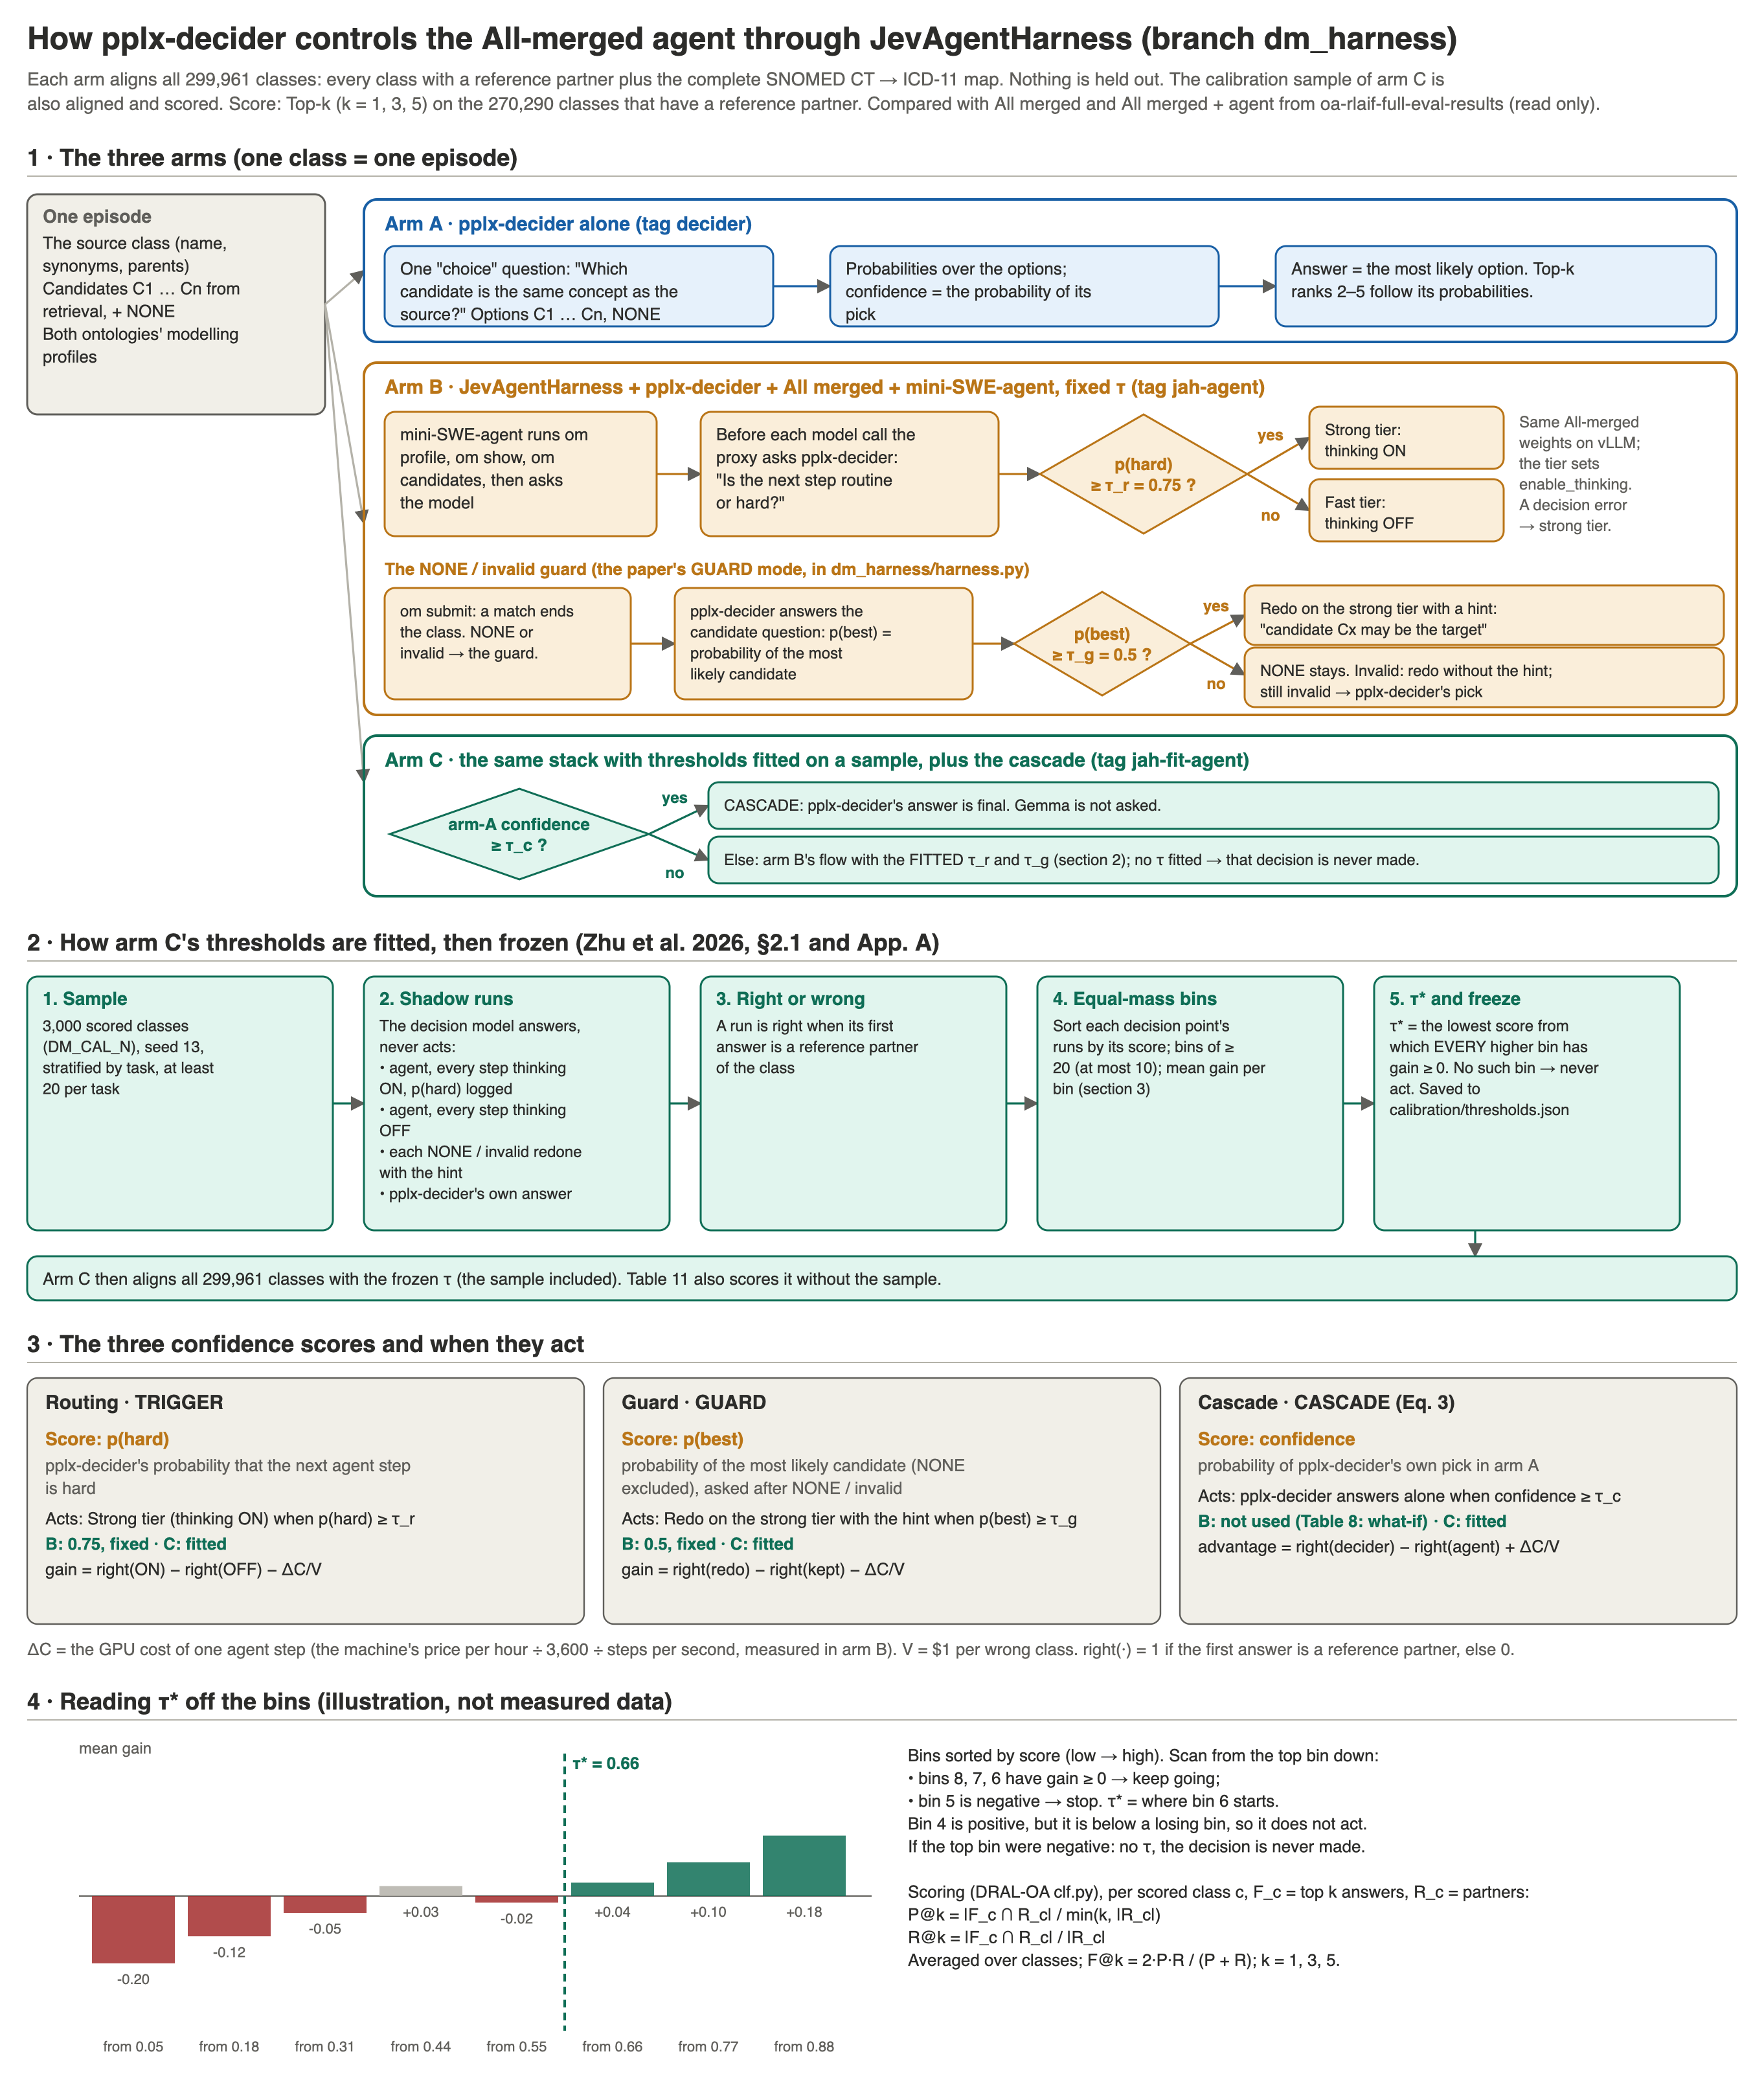 How pplx-decider controls the All-merged agent through JevAgentHarness (branch dm_harness)
Each arm aligns all 299,961 classes: every class with a reference partner plus the complete SNOMED CT → ICD-11 map. Nothing is held out. The calibration sample of arm C is
also aligned and scored. Score: Top-k (k = 1, 3, 5) on the 270,290 classes that have a reference partner. Compared with All merged and All merged + agent from oa-rlaif-full-eval-results (read only).
1 · The three arms (one class = one episode)
One episode
The source class (name,
synonyms, parents)
Candidates C1 … Cn from
retrieval, + NONE
Both ontologies' modelling
profiles
Arm A · pplx-decider alone (tag decider)
One "choice" question: "Which
candidate is the same concept as the
source?" Options C1 … Cn, NONE
Probabilities over the options;
confidence = the probability of its
pick
Answer = the most likely option. Top-k
ranks 2–5 follow its probabilities.
Arm B · JevAgentHarness + pplx-decider + All merged + mini-SWE-agent, fixed τ (tag jah-agent)
mini-SWE-agent runs om
profile, om show, om
candidates, then asks
the model
Before each model call the
proxy asks pplx-decider:
"Is the next step routine
or hard?"
p(hard)
≥ τ_r = 0.75 ?
yes
no
Strong tier:
thinking ON
Fast tier:
thinking OFF
Same All-merged
weights on vLLM;
the tier sets
enable_thinking.
A decision error
→ strong tier.
The NONE / invalid guard (the paper's GUARD mode, in dm_harness/harness.py)
om submit: a match ends
the class. NONE or
invalid → the guard.
pplx-decider answers the
candidate question: p(best) =
probability of the most
likely candidate
p(best)
≥ τ_g = 0.5 ?
yes
no
Redo on the strong tier with a hint:
"candidate Cx may be the target"
NONE stays. Invalid: redo without the hint;
still invalid → pplx-decider's pick
Arm C · the same stack with thresholds fitted on a sample, plus the cascade (tag jah-fit-agent)
arm-A confidence
≥ τ_c ?
yes
no
CASCADE: pplx-decider's answer is final. Gemma is not asked.
Else: arm B's flow with the FITTED τ_r and τ_g (section 2); no τ fitted → that decision is never made.
2 · How arm C's thresholds are fitted, then frozen (Zhu et al. 2026, §2.1 and App. A)
1. Sample
3,000 scored classes
(DM_CAL_N), seed 13,
stratified by task, at least
20 per task
2. Shadow runs
The decision model answers,
never acts:
• agent, every step thinking
ON, p(hard) logged
• agent, every step thinking
OFF
• each NONE / invalid redone
with the hint
• pplx-decider's own answer
3. Right or wrong
A run is right when its first
answer is a reference partner
of the class
4. Equal-mass bins
Sort each decision point's
runs by its score; bins of ≥
20 (at most 10); mean gain per
bin (section 3)
5. τ* and freeze
τ* = the lowest score from
which EVERY higher bin has
gain ≥ 0. No such bin → never
act. Saved to
calibration/thresholds.json
Arm C then aligns all 299,961 classes with the frozen τ (the sample included). Table 11 also scores it without the sample.
3 · The three confidence scores and when they act
Routing · TRIGGER
Score: p(hard)
pplx-decider's probability that the next agent step
is hard
Acts: Strong tier (thinking ON) when p(hard) ≥ τ_r
B: 0.75, fixed · C: fitted
gain = right(ON) − right(OFF) − ΔC/V
Guard · GUARD
Score: p(best)
probability of the most likely candidate (NONE
excluded), asked after NONE / invalid
Acts: Redo on the strong tier with the hint when p(best) ≥ τ_g
B: 0.5, fixed · C: fitted
gain = right(redo) − right(kept) − ΔC/V
Cascade · CASCADE (Eq. 3)
Score: confidence
probability of pplx-decider's own pick in arm A
Acts: pplx-decider answers alone when confidence ≥ τ_c
B: not used (Table 8: what-if) · C: fitted
advantage = right(decider) − right(agent) + ΔC/V
ΔC = the GPU cost of one agent step (the machine's price per hour ÷ 3,600 ÷ steps per second, measured in arm B). V = $1 per wrong class. right(·) = 1 if the first answer is a reference partner, else 0.
4 · Reading τ* off the bins (illustration, not measured data)
mean gain
τ* = 0.66
-0.20
-0.12
-0.05
+0.03
-0.02
+0.04
+0.10
+0.18
from 0.05
from 0.18
from 0.31
from 0.44
from 0.55
from 0.66
from 0.77
from 0.88
Bins sorted by score (low → high). Scan from the top bin down:
• bins 8, 7, 6 have gain ≥ 0 → keep going;
• bin 5 is negative → stop. τ* = where bin 6 starts.
Bin 4 is positive, but it is below a losing bin, so it does not act.
If the top bin were negative: no τ, the decision is never made.
Scoring (DRAL-OA clf.py), per scored class c, F_c = top k answers, R_c = partners:
P@k = |F_c ∩ R_c| / min(k, |R_c|)
R@k = |F_c ∩ R_c| / |R_c|
Averaged over classes; F@k = 2·P·R / (P + R); k = 1, 3, 5.